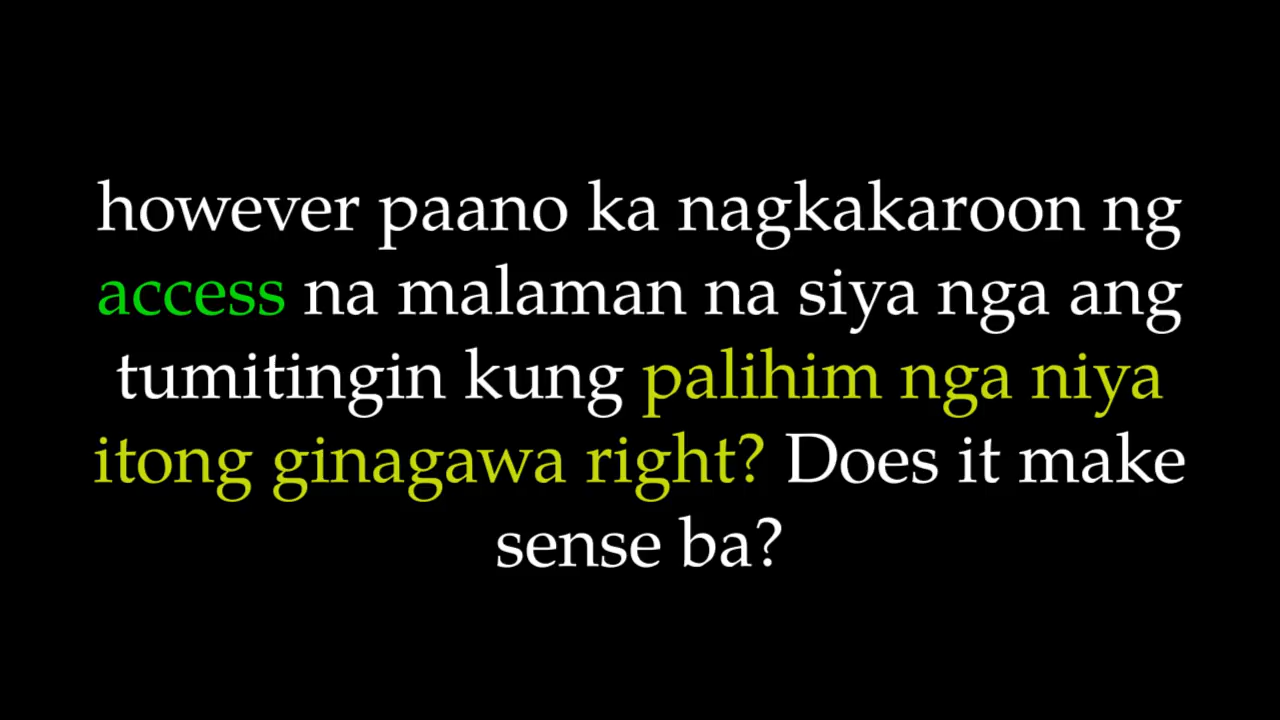 however paano ka nagkakaroon ng
access na malaman na siya nga ang
tumitingin kung palihim nga niya
itong ginagawa right? Does it make
sense ba?